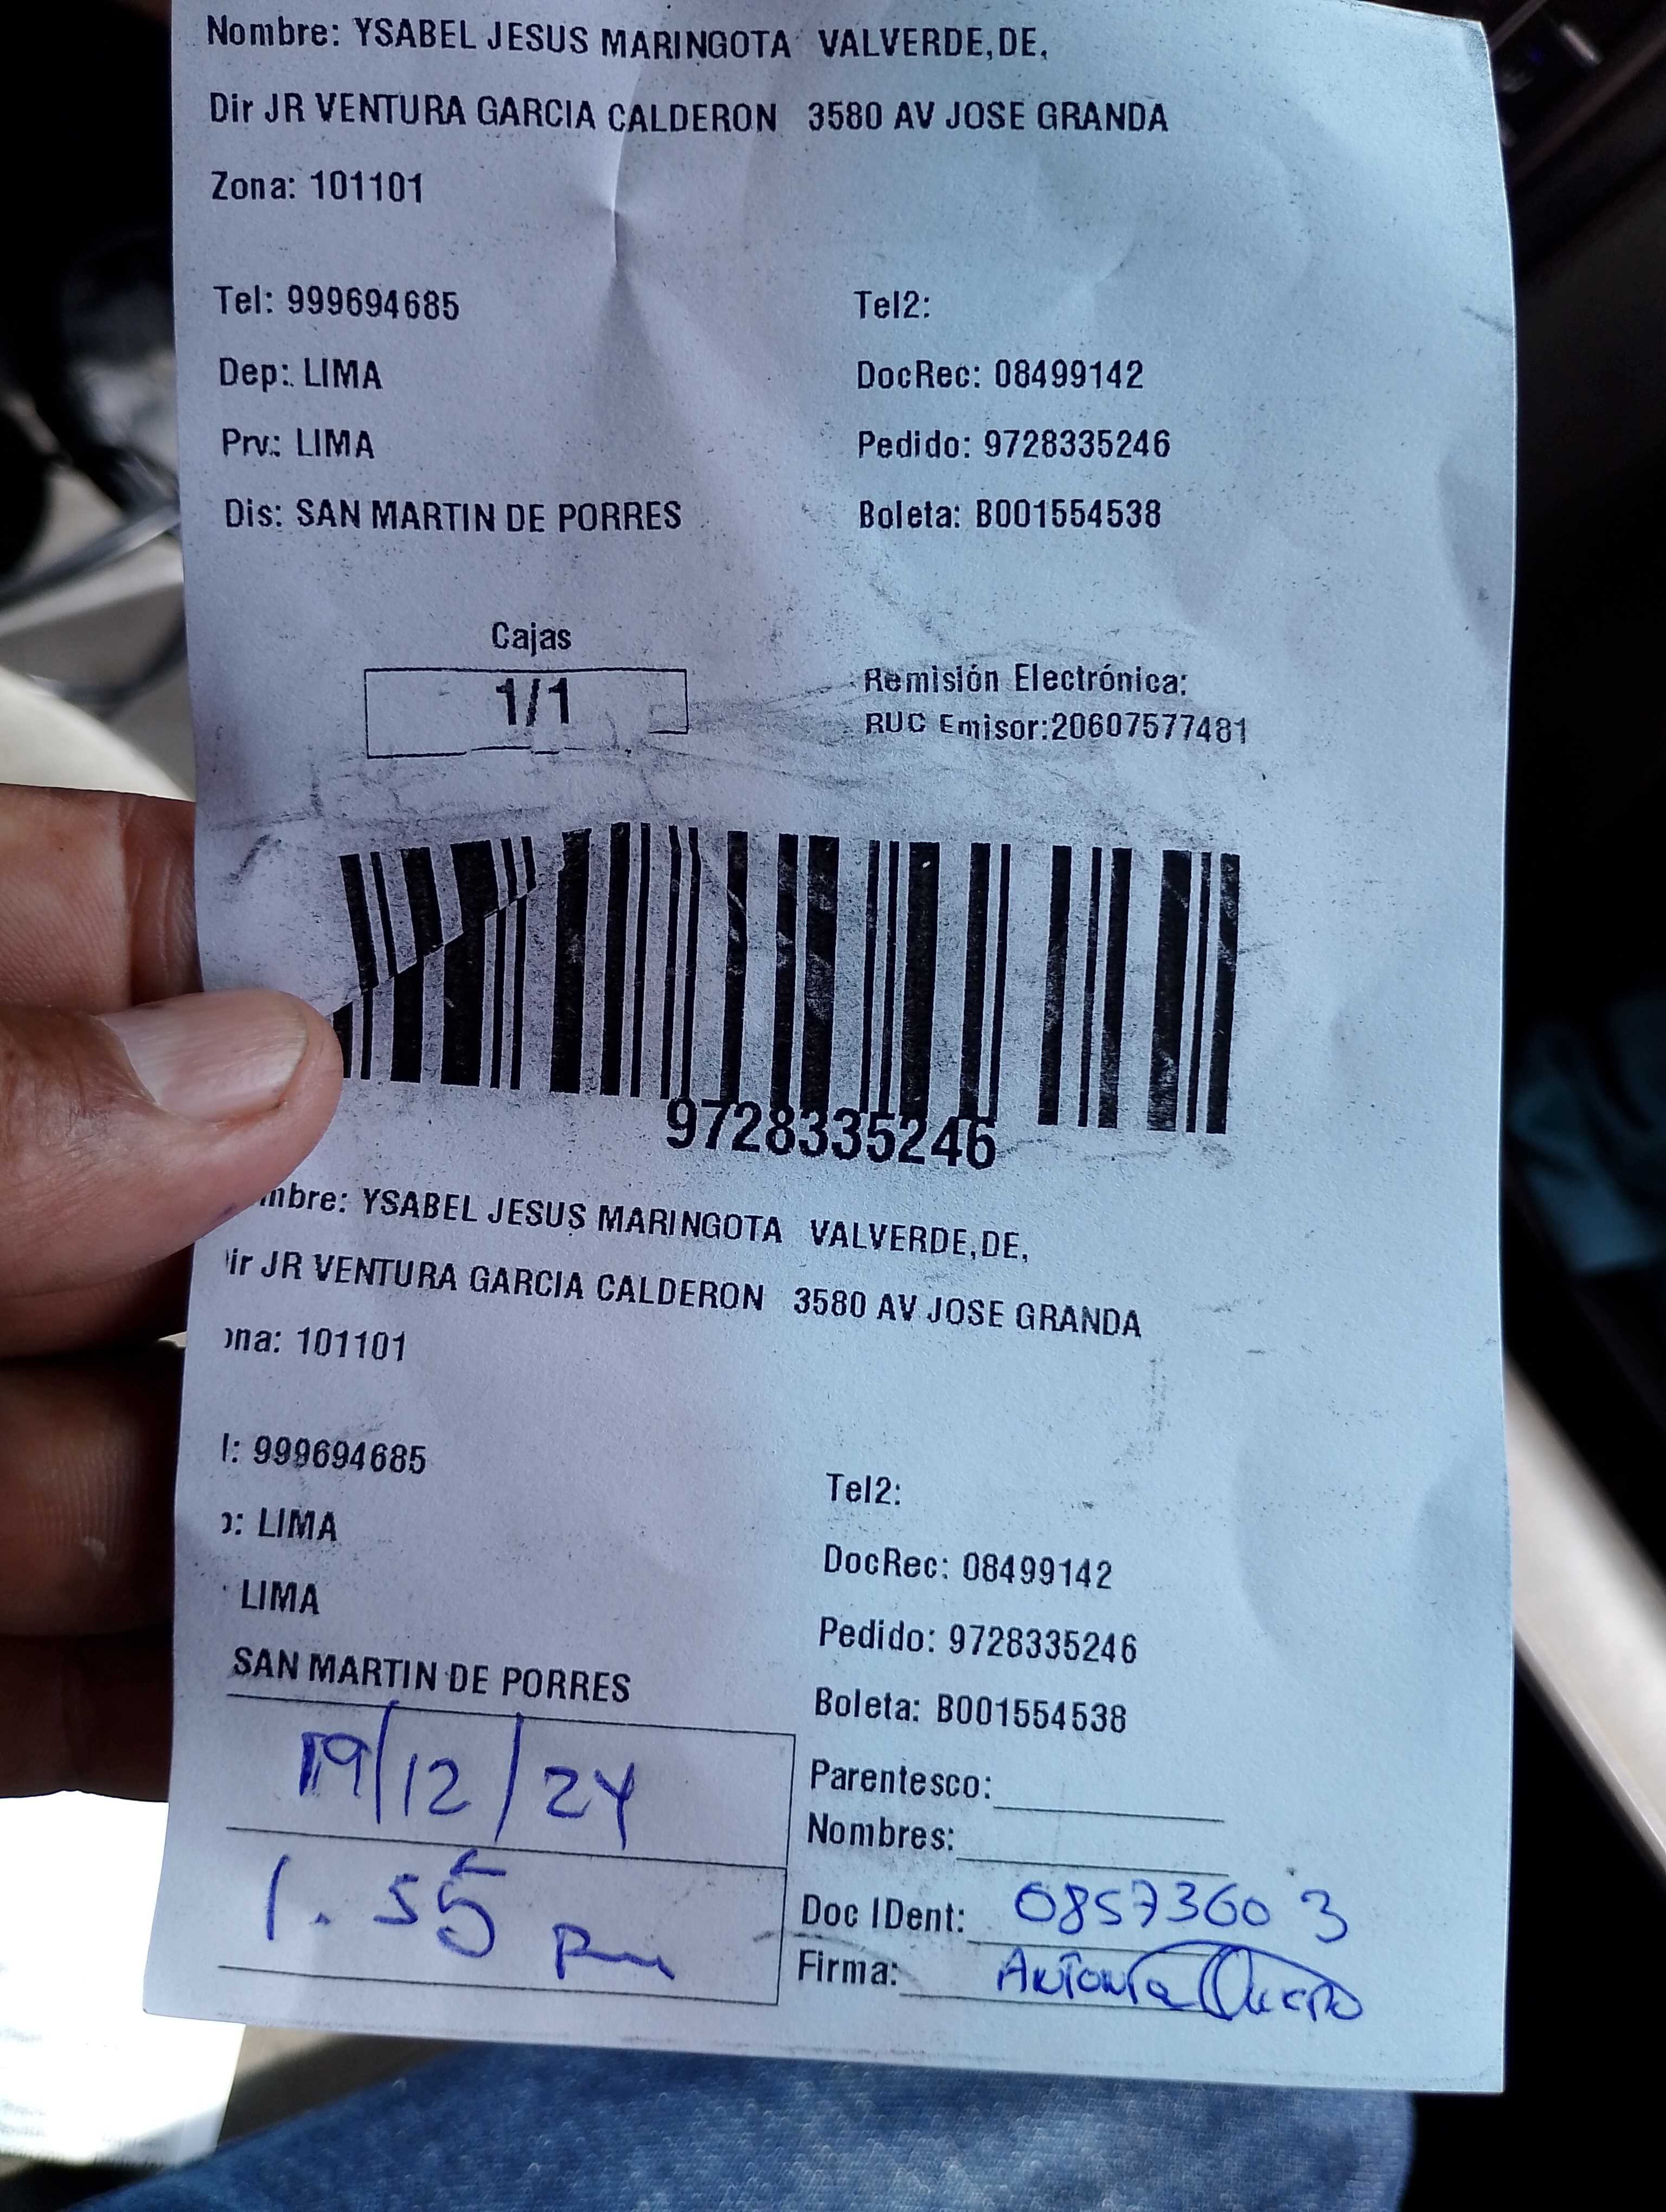 Nombre: YSABEL JESUS MARINGOTA VALVERDE,DE,
Dir JR VENTURA GARCIA CALDERON 3580 AV JOSE GRANDA
Zona: 101101
Tel: 999694685 Tel2:
Dep: LIMA DocRec: 08499142
Prv: LIMA Pedido: 9728335246
Dis: SAN MARTIN DE PORRES Boleta: B001554538
Cajas
1/1
Remisión Electrónica:
RUC Emisor:20607577481
9728335246
mbre: YSABEL JESUS MARINGOTA VALVERDE,DE,
ir JR VENTURA GARCIA CALDERON 3580 AV JOSE GRANDA
ona: 101101
l: 999694685 Tel2:
p: LIMA DocRec: 08499142
LIMA Pedido: 9728335246
SAN MARTIN DE PORRES Boleta: B001554538
19/12/24
1.55 pm
Parentesco:
Nombres:
Doc IDent: 08573603
Firma: Antonia